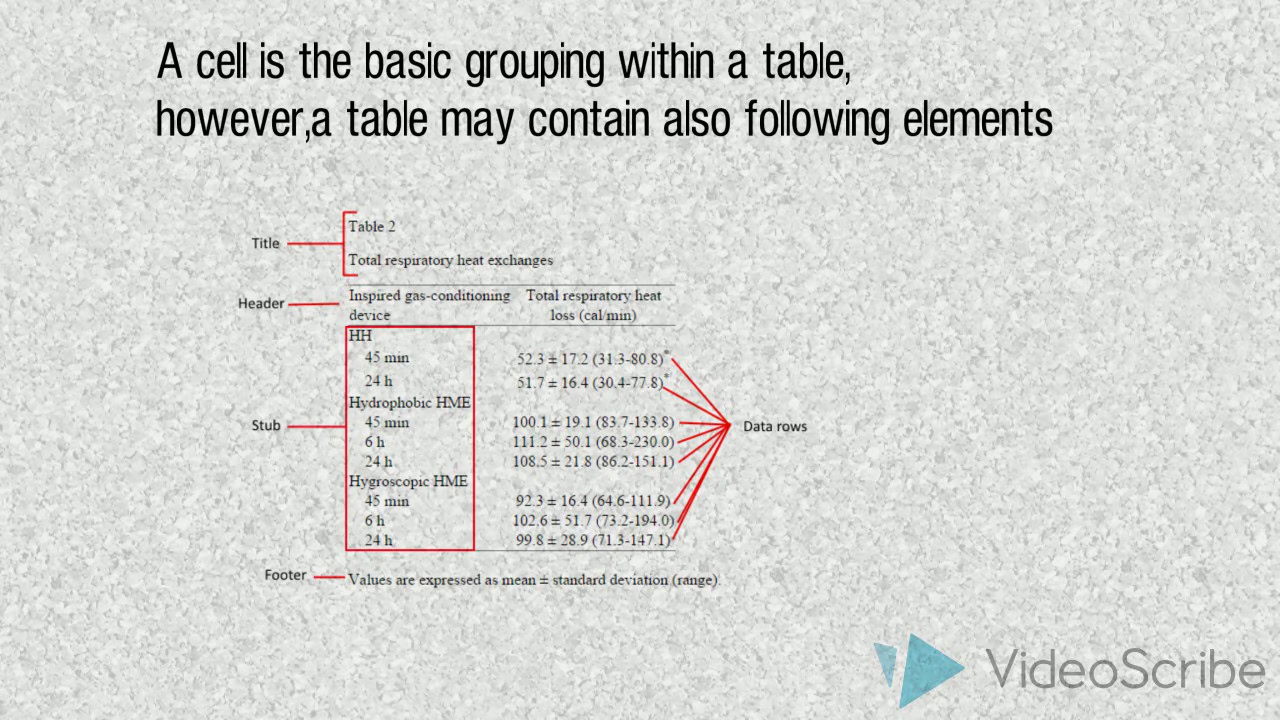 A cell is the basic grouping within a table,
however,a table may contain also following elements
Title
Table 2
Total respiratory heat exchanges
Header
Inspired gas-conditioning device
Total respiratory heat loss (cal/min)
Stub
HH
45 min 52.3 ± 17.2 (31.3-80.8)*
24 h 51.7 ± 16.4 (30.4-77.8)*
Hydrophobic HME
45 min 100.1 ± 19.1 (83.7-133.8)
6 h 111.2 ± 50.1 (68.3-230.0)
24 h 108.5 ± 21.8 (86.2-151.1)
Hygroscopic HME
45 min 92.3 ± 16.4 (64.6-111.9)
6 h 102.6 ± 51.7 (73.2-194.0)
24 h 99.8 ± 28.9 (71.3-147.1)
Data rows
Footer
Values are expressed as mean ± standard deviation (range).
VideoScribe